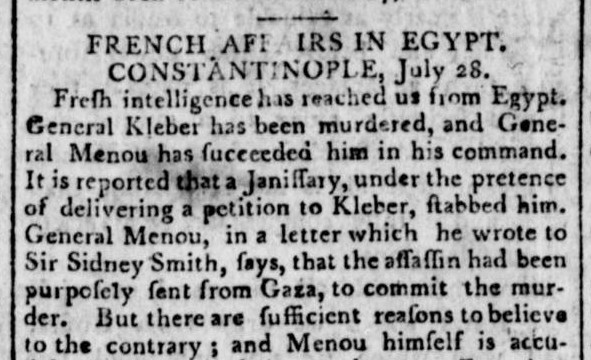 FRENCH AFFAIRS IN EGYPT.
CONSTANTINOPLE, July 28.
Freſh intelligence has reached us from Egypt.
General Kleber has been murdered, and Gene-
ral Menou has ſucceeded him in his command.
It is reported that a Janiſſary, under the pretence
of delivering a petition to Kleber, ſtabbed him.
General Menou, in a letter which he wrote to
Sir Sidney Smith, ſays, that the aſſaſſin had been
purpoſely ſent from Gaza, to commit the mur-
der. But there are ſufficient reaſons to believe
to the contrary ; and Menou himſelf is accu-